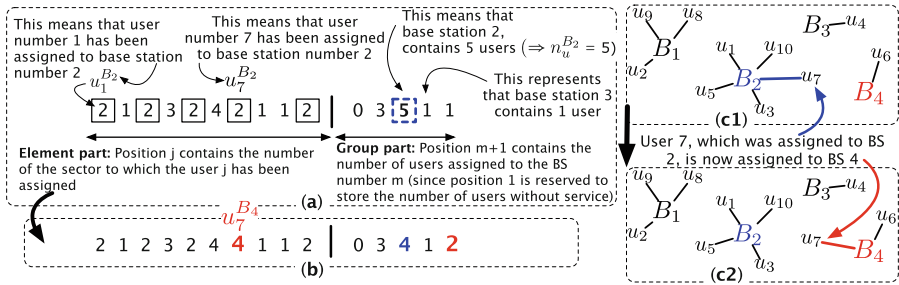 This means that user
number 1 has been
assigned to base station
number 2
u_1^{B_2}
This means that user
number 7 has been assigned
to base station number 2
u_7^{B_2}
This means that
base station 2,
contains 5 users (⇒ n_u^{B_2} = 5)
This represents
that base station 3
contains 1 user
2 1 2 3 2 4 2 1 1 2 0 3 5 1 1
Element part: Position j contains the number
of the sector to which the user j has been
assigned
Group part: Position m+1 contains the
number of users assigned to the BS
number m (since position 1 is reserved to
store the number of users without service)
(a)
u_7^{B_4}
2 1 2 3 2 4 4 1 1 2 0 3 4 1 2
(b)
u_9 u_8
B_1
u_2
B_3 u_4
u_1 u_10
B_2 u_7
u_5
u_3
u_6
B_4
(c1)
User 7, which was assigned to BS
2, is now assigned to BS 4
u_9 u_8
B_1
u_2
B_3 u_4
u_1 u_10
B_2 u_7
u_5
u_3
u_6
B_4
(c2)